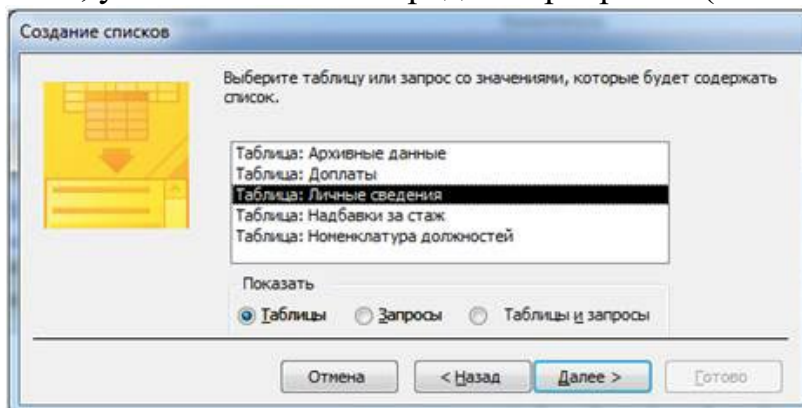 Создание списков
Выберите таблицу или запрос со значениями, которые будет содержать
список.
Таблица: Архивные данные
Таблица: Доплаты
Таблица: Личные сведения
Таблица: Надбавки за стаж
Таблица: Номенклатура должностей
Показать
Таблицы Запросы Таблицы и запросы
Отмена < Назад Далее > Готово